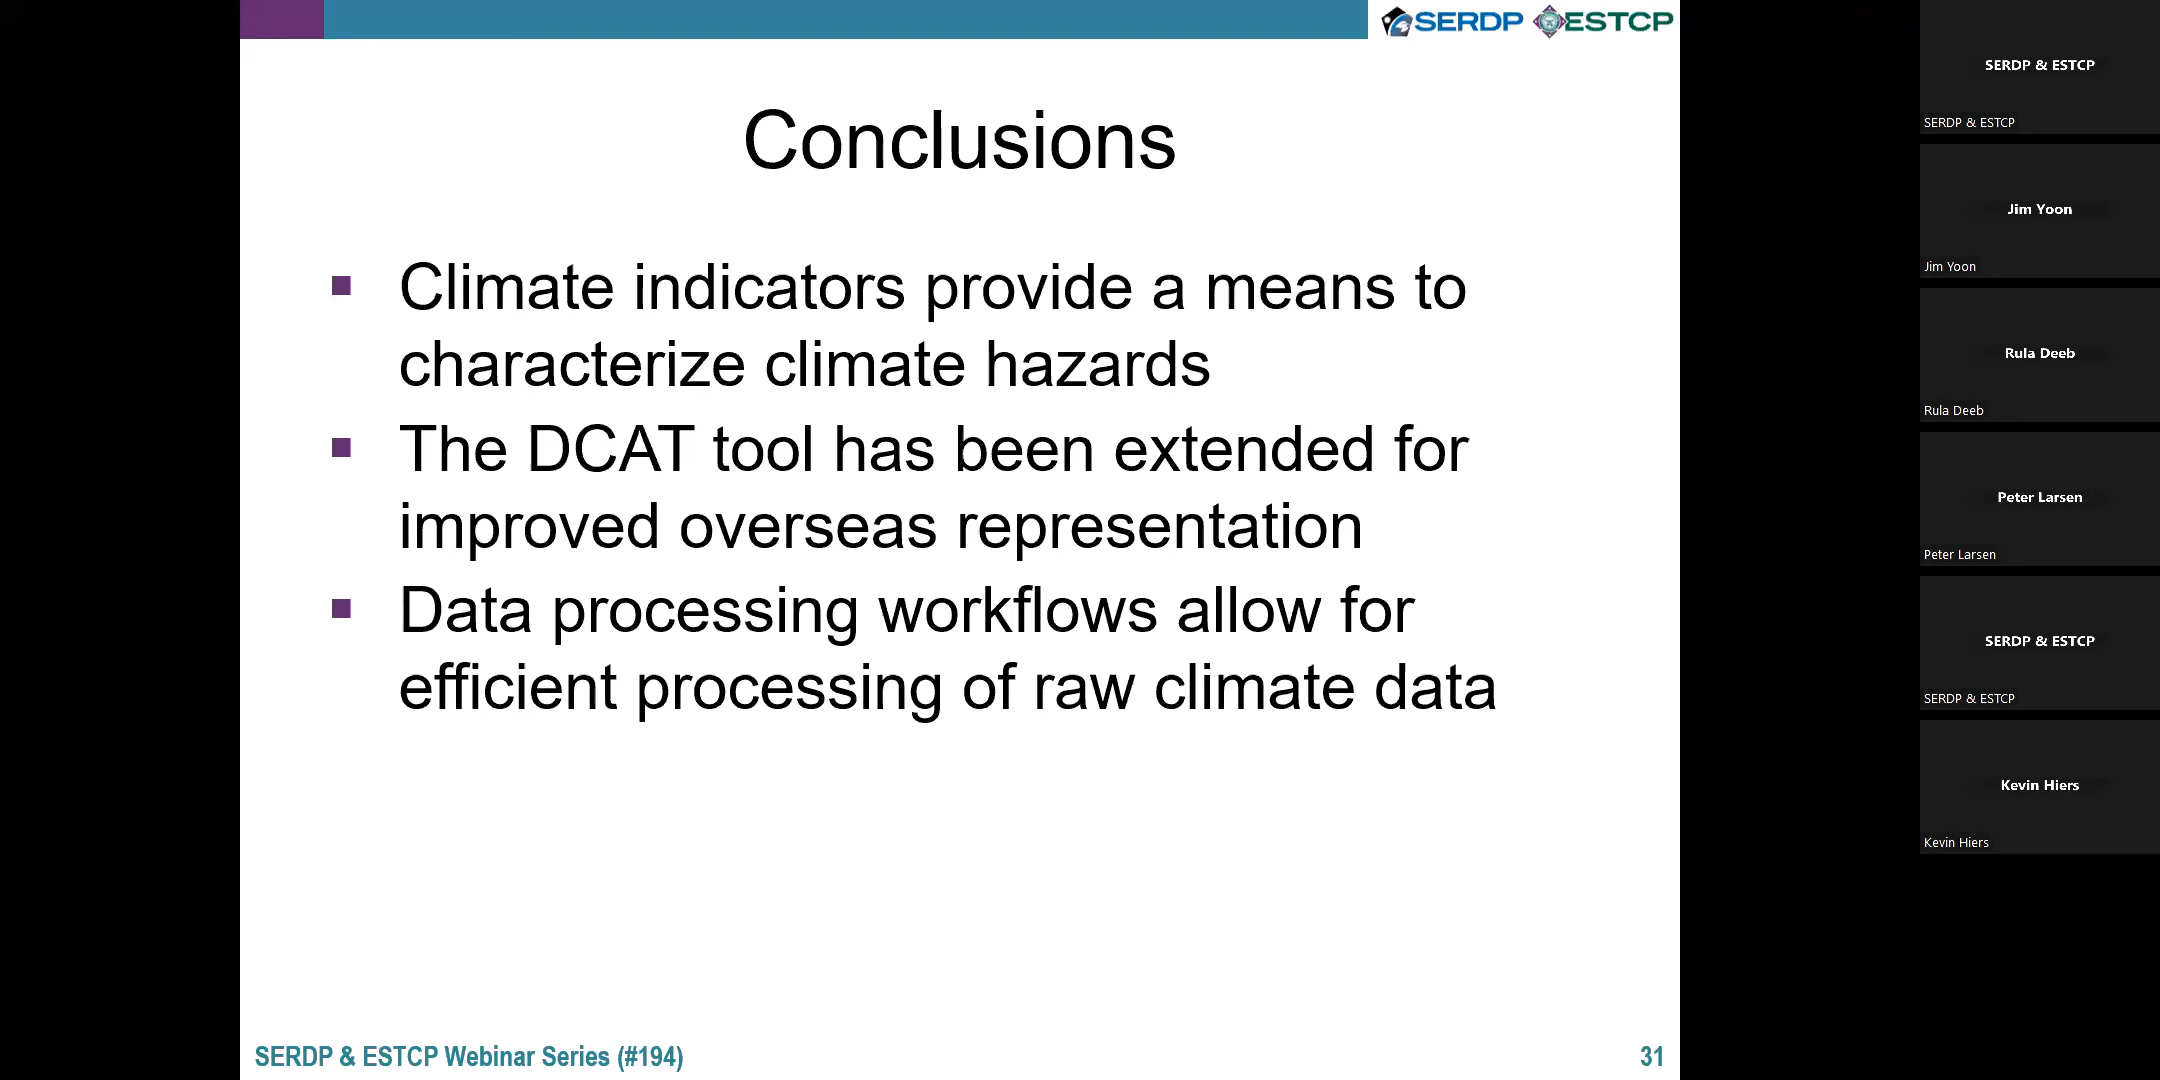 SERDP ESTCP
Conclusions
Climate indicators provide a means to
characterize climate hazards
The DCAT tool has been extended for
improved overseas representation
Data processing workflows allow for
efficient processing of raw climate data
SERDP & ESTCP Webinar Series (#194)
31
SERDP & ESTCP
SERDP & ESTCP
Jim Yoon
Jim Yoon
Rula Deeb
Rula Deeb
Peter Larsen
Peter Larsen
SERDP & ESTCP
SERDP & ESTCP
Kevin Hiers
Kevin Hiers